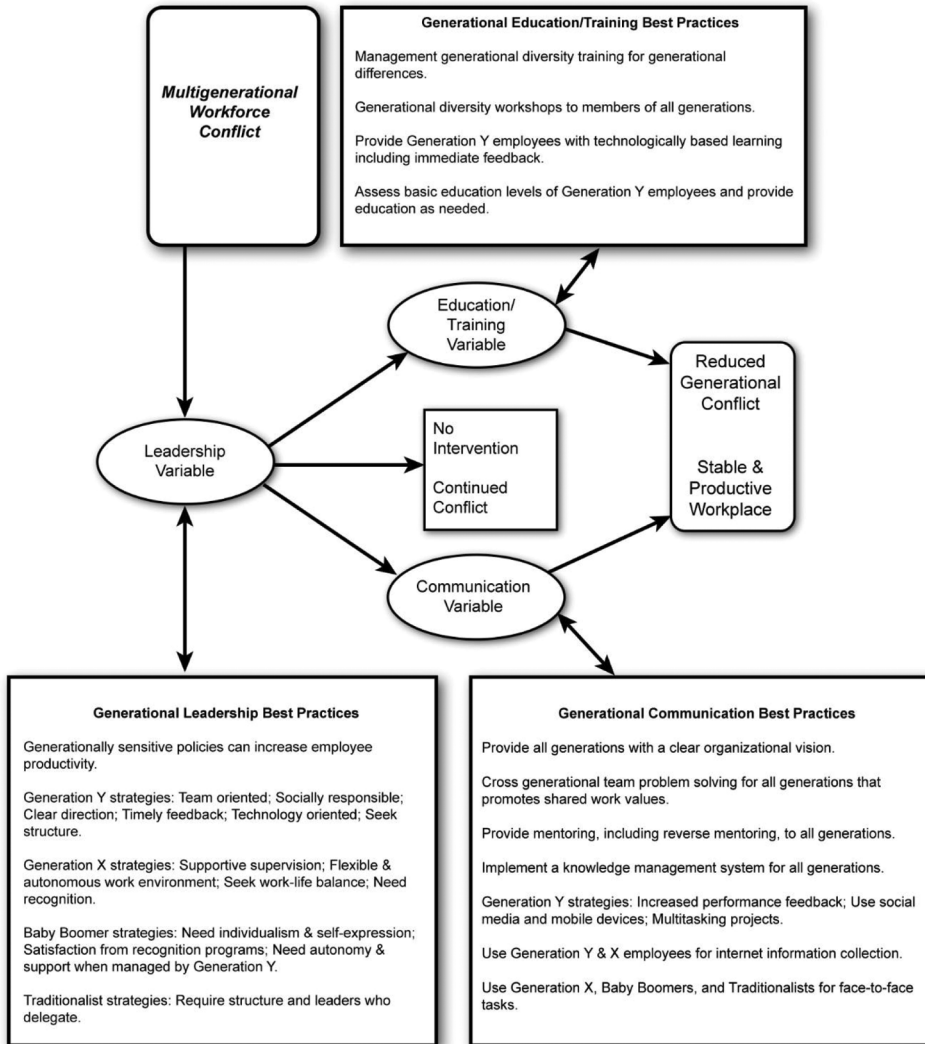 Multigenerational
Workforce
Conflict
Generational Education/Training Best Practices
Management generational diversity training for generational
differences.
Generational diversity workshops to members of all generations.
Provide Generation Y employees with technologically based learning
including immediate feedback.
Assess basic education levels of Generation Y employees and provide
education as needed.
Education/
Training
Variable
Reduced
Generational
Conflict
Stable &
Productive
Workplace
No
Intervention
Continued
Conflict
Leadership
Variable
Communication
Variable
Generational Leadership Best Practices
Generationally sensitive policies can increase employee
productivity.
Generation Y strategies: Team oriented; Socially responsible;
Clear direction; Timely feedback; Technology oriented; Seek
structure.
Generation X strategies: Supportive supervision; Flexible &
autonomous work environment; Seek work-life balance; Need
recognition.
Baby Boomer strategies: Need individualism & self-expression;
Satisfaction from recognition programs; Need autonomy &
support when managed by Generation Y.
Traditionalist strategies: Require structure and leaders who
delegate.
Generational Communication Best Practices
Provide all generations with a clear organizational vision.
Cross generational team problem solving for all generations that
promotes shared work values.
Provide mentoring, including reverse mentoring, to all generations.
Implement a knowledge management system for all generations.
Generation Y strategies: Increased performance feedback; Use social
media and mobile devices; Multitasking projects.
Use Generation Y & X employees for internet information collection.
Use Generation X, Baby Boomers, and Traditionalists for face-to-face
tasks.